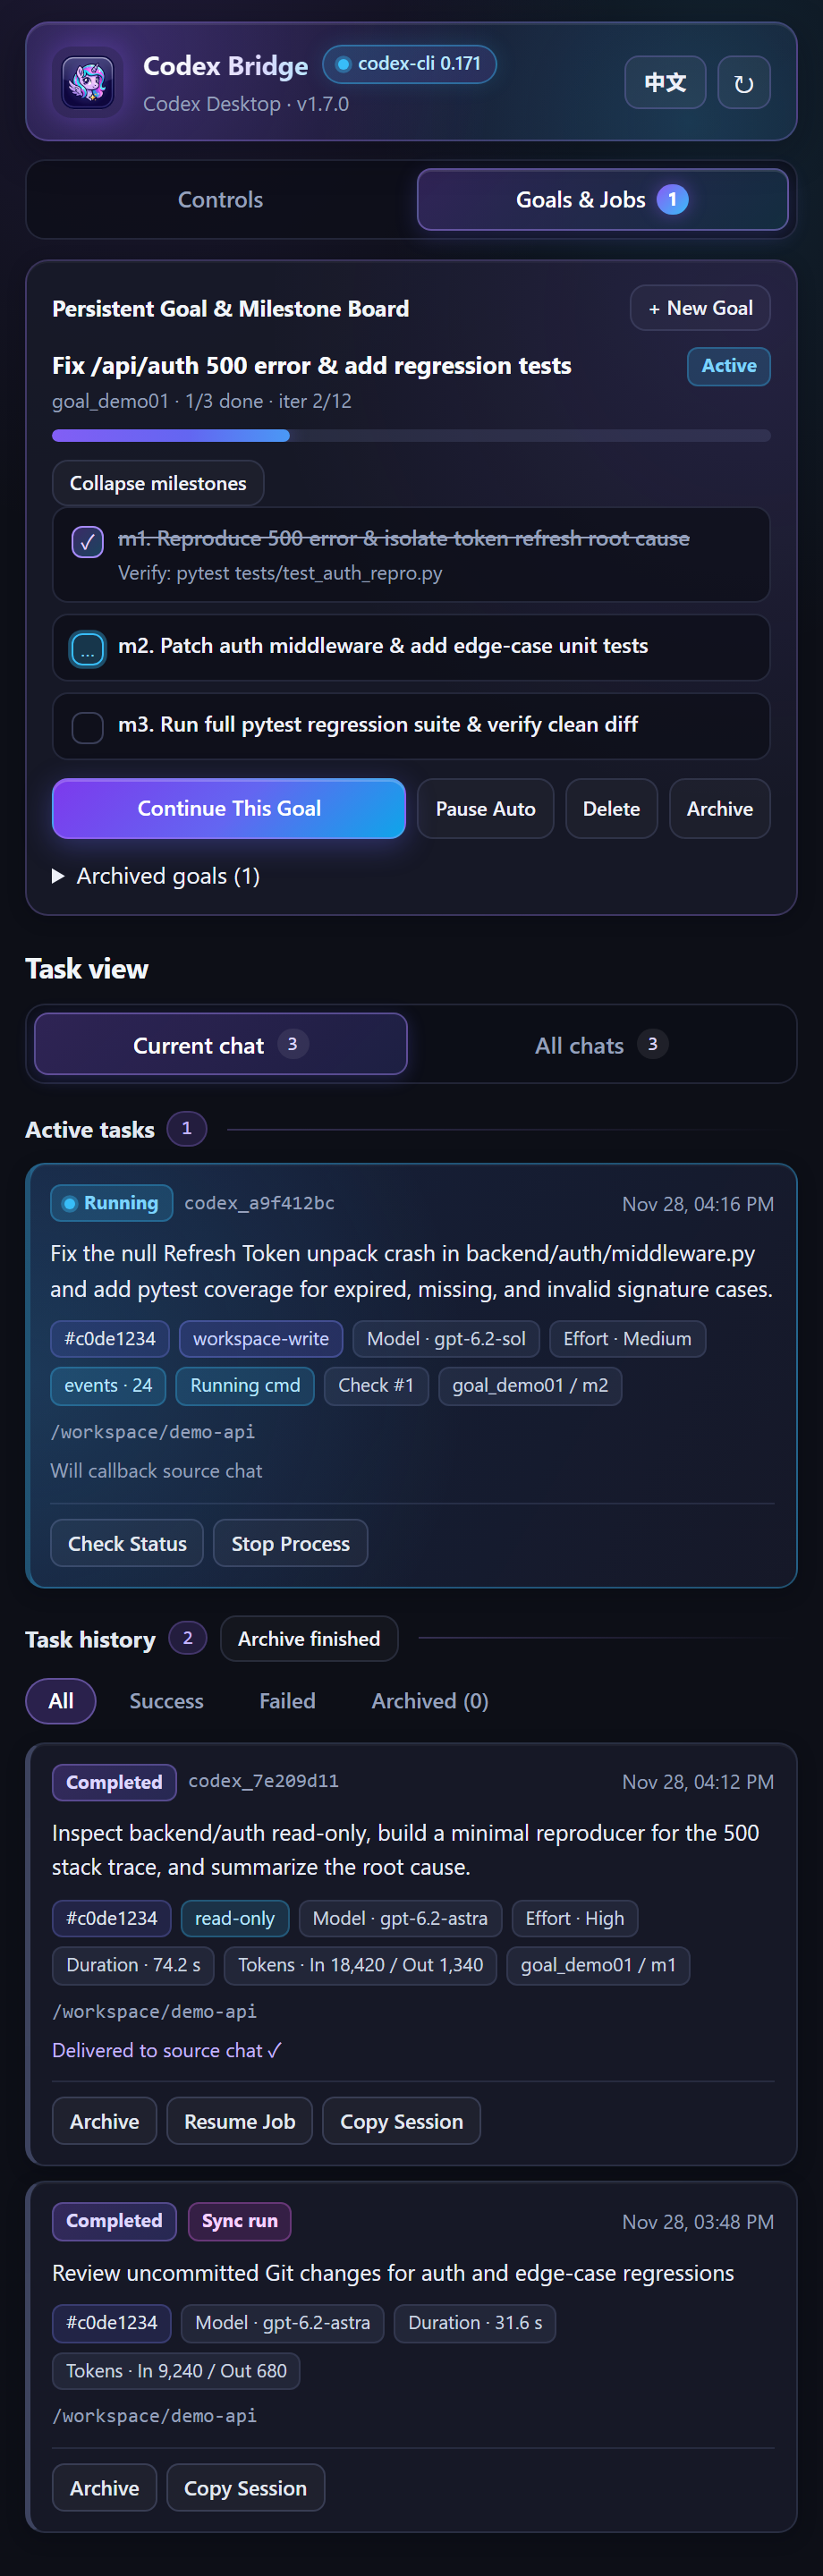 Codex Bridge codex-cli 0.171
Codex Desktop · v1.7.0
中文 ↻
Controls
Goals & Jobs 1
Persistent Goal & Milestone Board
+ New Goal
Fix /api/auth 500 error & add regression tests
Active
goal_demo01 · 1/3 done · iter 2/12
Collapse milestones
✓ m1. Reproduce 500 error & isolate token refresh root cause
Verify: pytest tests/test_auth_repro.py
... m2. Patch auth middleware & add edge-case unit tests
m3. Run full pytest regression suite & verify clean diff
Continue This Goal
Pause Auto
Delete
Archive
▶ Archived goals (1)
Task view
Current chat 3
All chats 3
Active tasks 1
Running codex_a9f412bc Nov 28, 04:16 PM
Fix the null Refresh Token unpack crash in backend/auth/middleware.py
and add pytest coverage for expired, missing, and invalid signature cases.
#c0de1234 workspace-write Model · gpt-6.2-sol Effort · Medium
events · 24 Running cmd Check #1 goal_demo01 / m2
/workspace/demo-api
Will callback source chat
Check Status Stop Process
Task history 2 Archive finished
All Success Failed Archived (0)
Completed codex_7e209d11 Nov 28, 04:12 PM
Inspect backend/auth read-only, build a minimal reproducer for the 500
stack trace, and summarize the root cause.
#c0de1234 read-only Model · gpt-6.2-astra Effort · High
Duration · 74.2 s Tokens · In 18,420 / Out 1,340 goal_demo01 / m1
/workspace/demo-api
Delivered to source chat ✓
Archive Resume Job Copy Session
Completed Sync run Nov 28, 03:48 PM
Review uncommitted Git changes for auth and edge-case regressions
#c0de1234 Model · gpt-6.2-astra Duration · 31.6 s
Tokens · In 9,240 / Out 680
/workspace/demo-api
Archive Copy Session